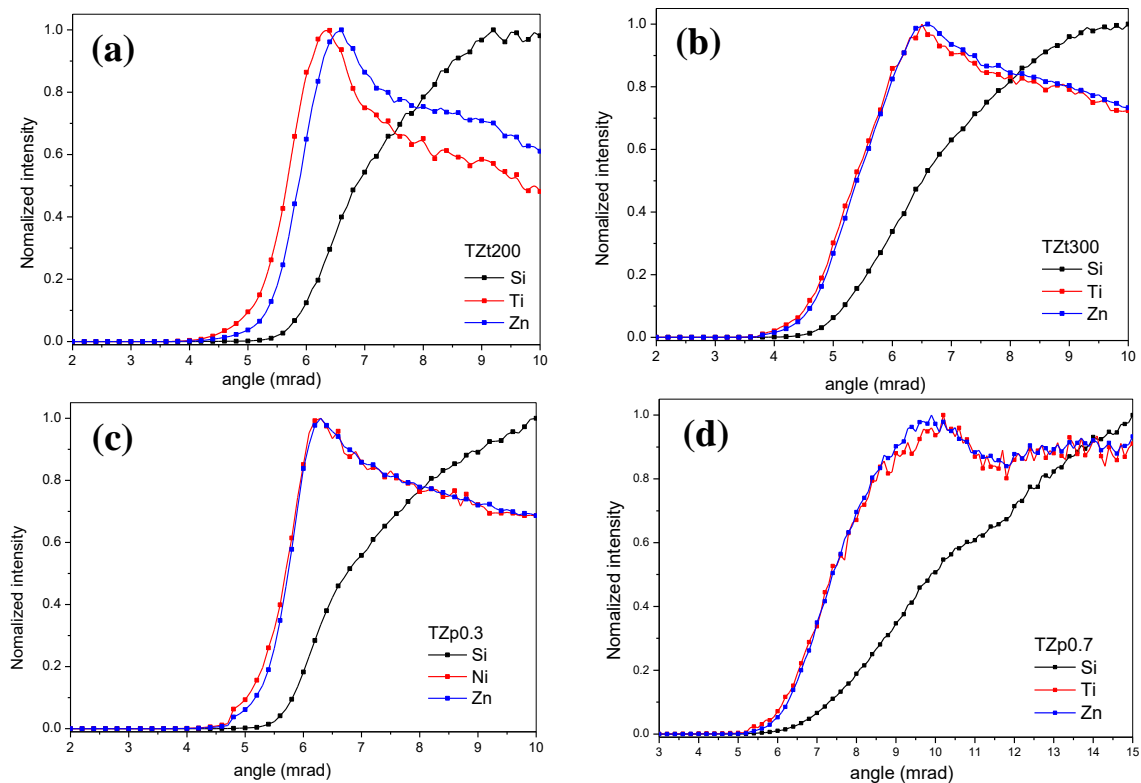 (a)
Nomalized intensity
1.0
0.8
0.6
0.4
0.2
0.0
TZt200
Si
Ti
Zn
2 3 4 5 6 7 8 9 10
angle (mrad)
(b)
Nomalized intensity
1.0
0.8
0.6
0.4
0.2
0.0
TZt300
Si
Ti
Zn
2 3 4 5 6 7 8 9 10
angle (mrad)
(c)
Nomalized intensity
1.0
0.8
0.6
0.4
0.2
0.0
TZp0.3
Si
Ni
Zn
2 3 4 5 6 7 8 9 10
angle (mrad)
(d)
Nomalized intensity
1.0
0.8
0.6
0.4
0.2
0.0
TZp0.7
Si
Ti
Zn
3 4 5 6 7 8 9 10 11 12 13 14 15
angle (mrad)